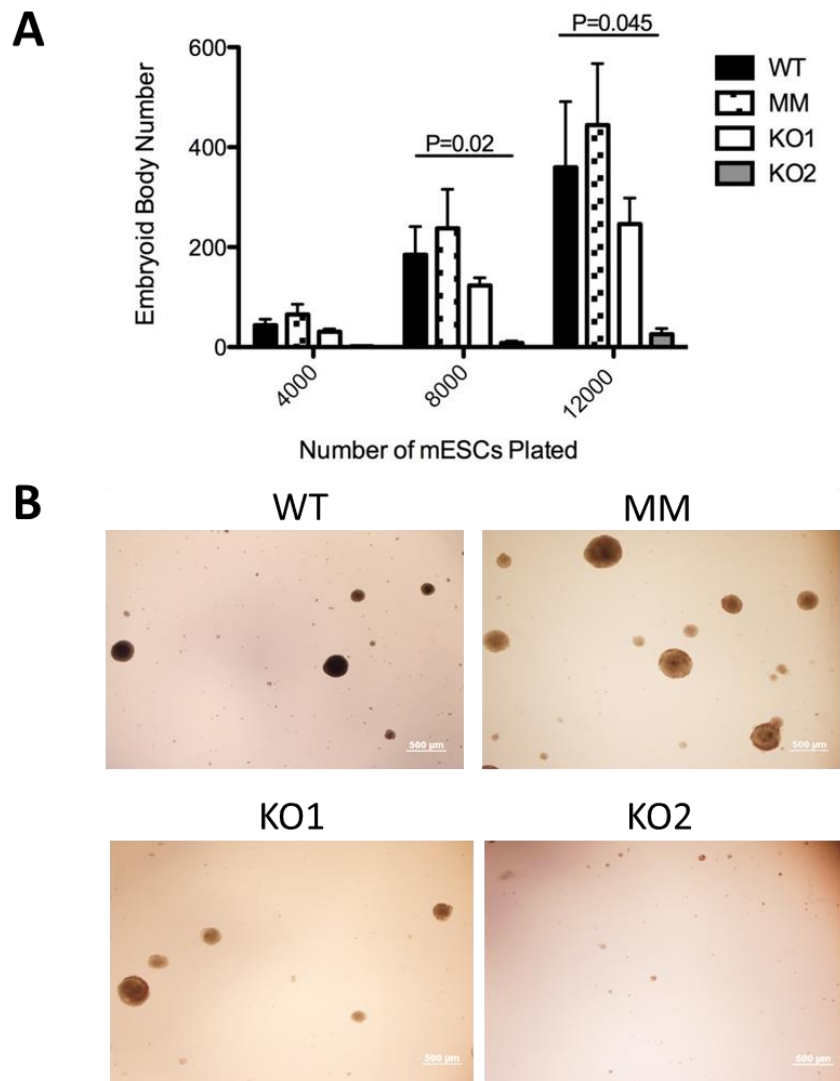 A
P=0.045
600
WT
MM
400
P=0.02
KO1
KO2
200
0
Embryoid Body Number
4000
8000
12000
Number of mESCs Plated
B
WT
MM
500 µm
500 µm
KO1
KO2
500 µm
500 µm